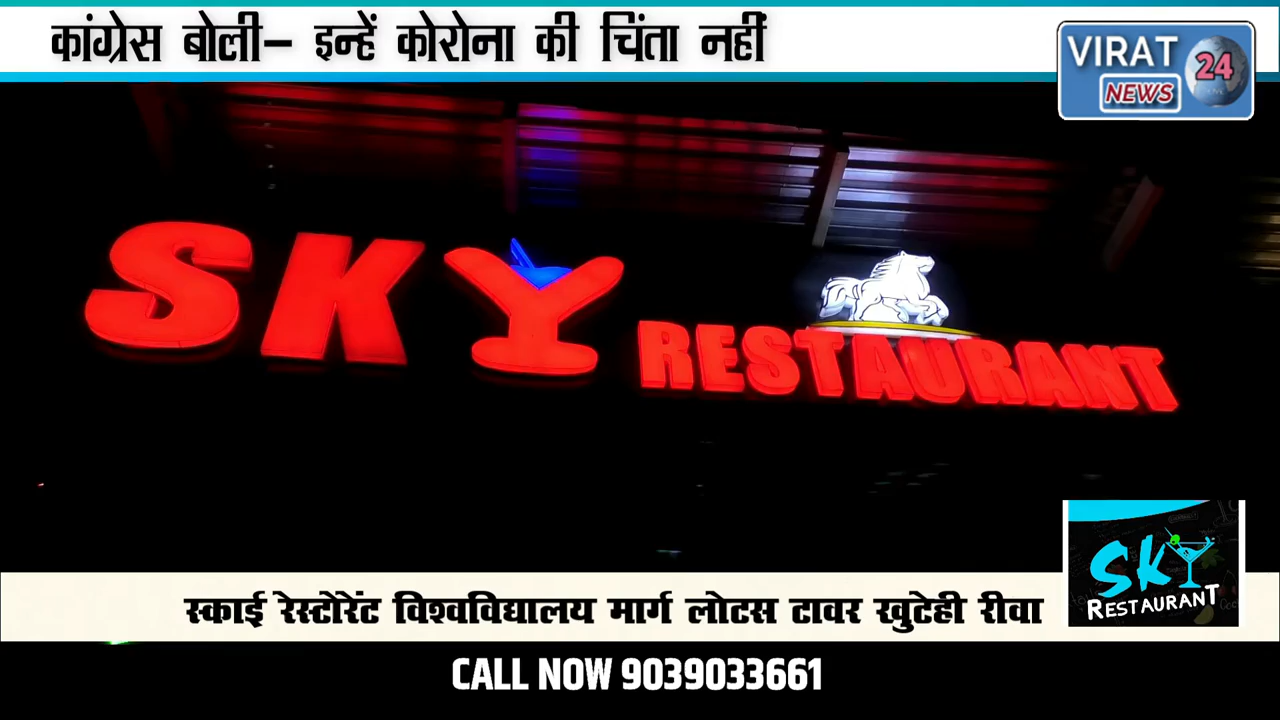 कांग्रेस बोली- इन्हें कोरोना की चिंता नहीं
VIRAT
24
NEWS
SKY RESTAURANT
SKY
RESTAURANT
स्काई रेस्टोरेंट विश्वविद्यालय मार्ग लोटस टावर खुटेही रीवा
CALL NOW 9039033661